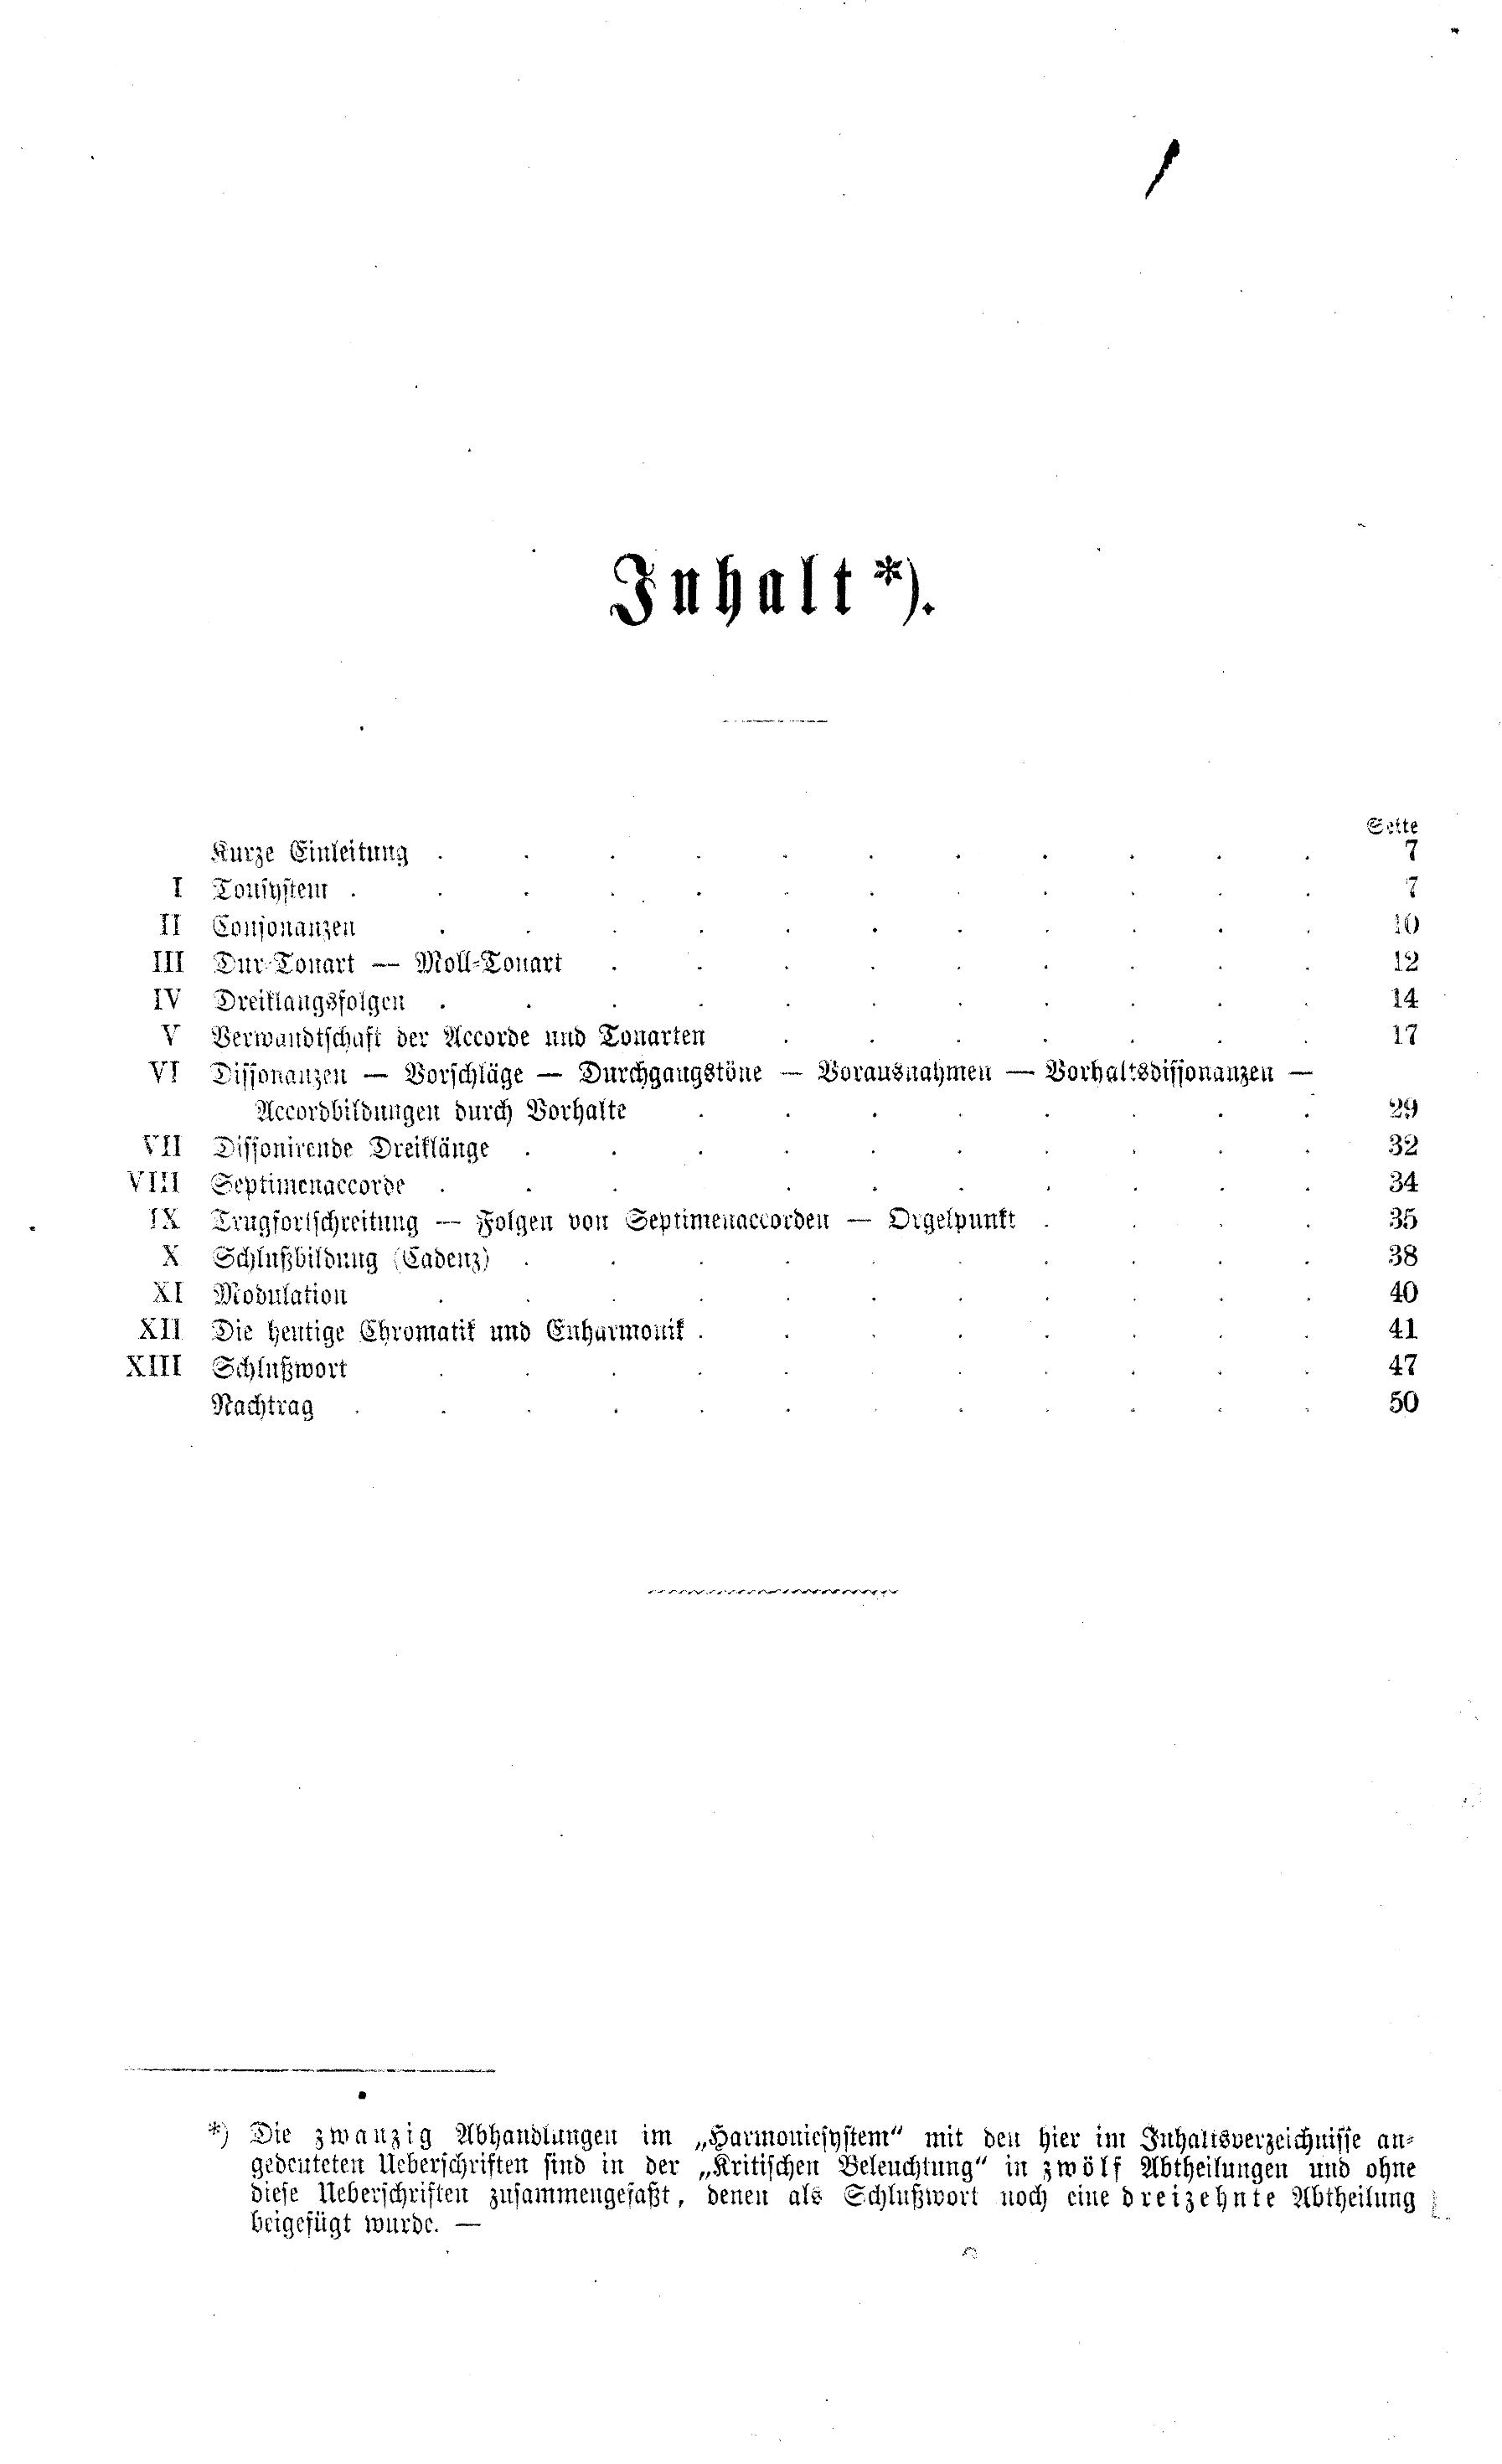 Inhalt*).
Seite
Kurze Einleitung . . . . . . . . . . . 7
I Tonsystem . . . . . . . . . . . . 7
II Consonanzen . . . . . . . . . . . 10
III Dur-Tonart — Moll-Tonart . . . . . . . . . 12
IV Dreiklangsfolgen . . . . . . . . . . . 14
V Verwandtschaft der Accorde und Tonarten . . . . . . . 17
VI Dissonanzen — Vorschläge — Durchgangstöne — Vorausnahmen — Vorhaltsdissonanzen —
Accordbildungen durch Vorhalte . . . . . . . . 29
VII Dissonirende Dreiklänge . . . . . . . . . . 32
VIII Septimenaccorde . . . . . . . . . . 34
IX Trugfortschreitung — Folgen von Septimenaccorden — Orgelpunkt . . . . 35
X Schlußbildung (Cadenz) . . . . . . . . . . 38
XI Modulation . . . . . . . . . . . 40
XII Die heutige Chromatik und Enharmonik . . . . . . . . 41
XIII Schlußwort . . . . . . . . . . . 47
Nachtrag . . . . . . . . . . . . 50
*) Die zwanzig Abhandlungen im „Harmoniesystem“ mit den hier im Inhaltsverzeichnisse an-
gedeuteten Ueberschriften sind in der „Kritischen Beleuchtung“ in zwölf Abtheilungen und ohne
diese Ueberschriften zusammengefaßt, denen als Schlußwort noch eine dreizehnte Abtheilung
beigefügt wurde. —